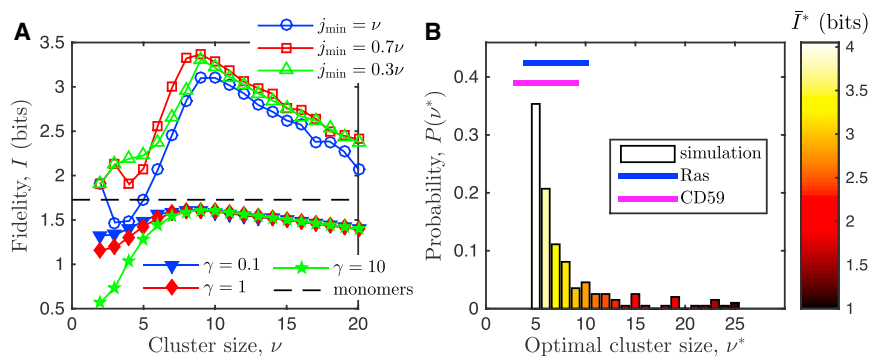 A
Fidelity, I (bits)
3.5
3
2.5
2
1.5
1
0.5
j_min = ν
j_min = 0.7ν
j_min = 0.3ν
γ = 0.1
γ = 1
γ = 10
monomers
0
5
10
15
20
Cluster size, ν
B
Probability, P(ν*)
0.4
0.3
0.2
0.1
0
simulation
Ras
CD59
0
5
10
15
20
25
Optimal cluster size, ν*
Ī* (bits)
4
3.5
3
2.5
2
1.5
1